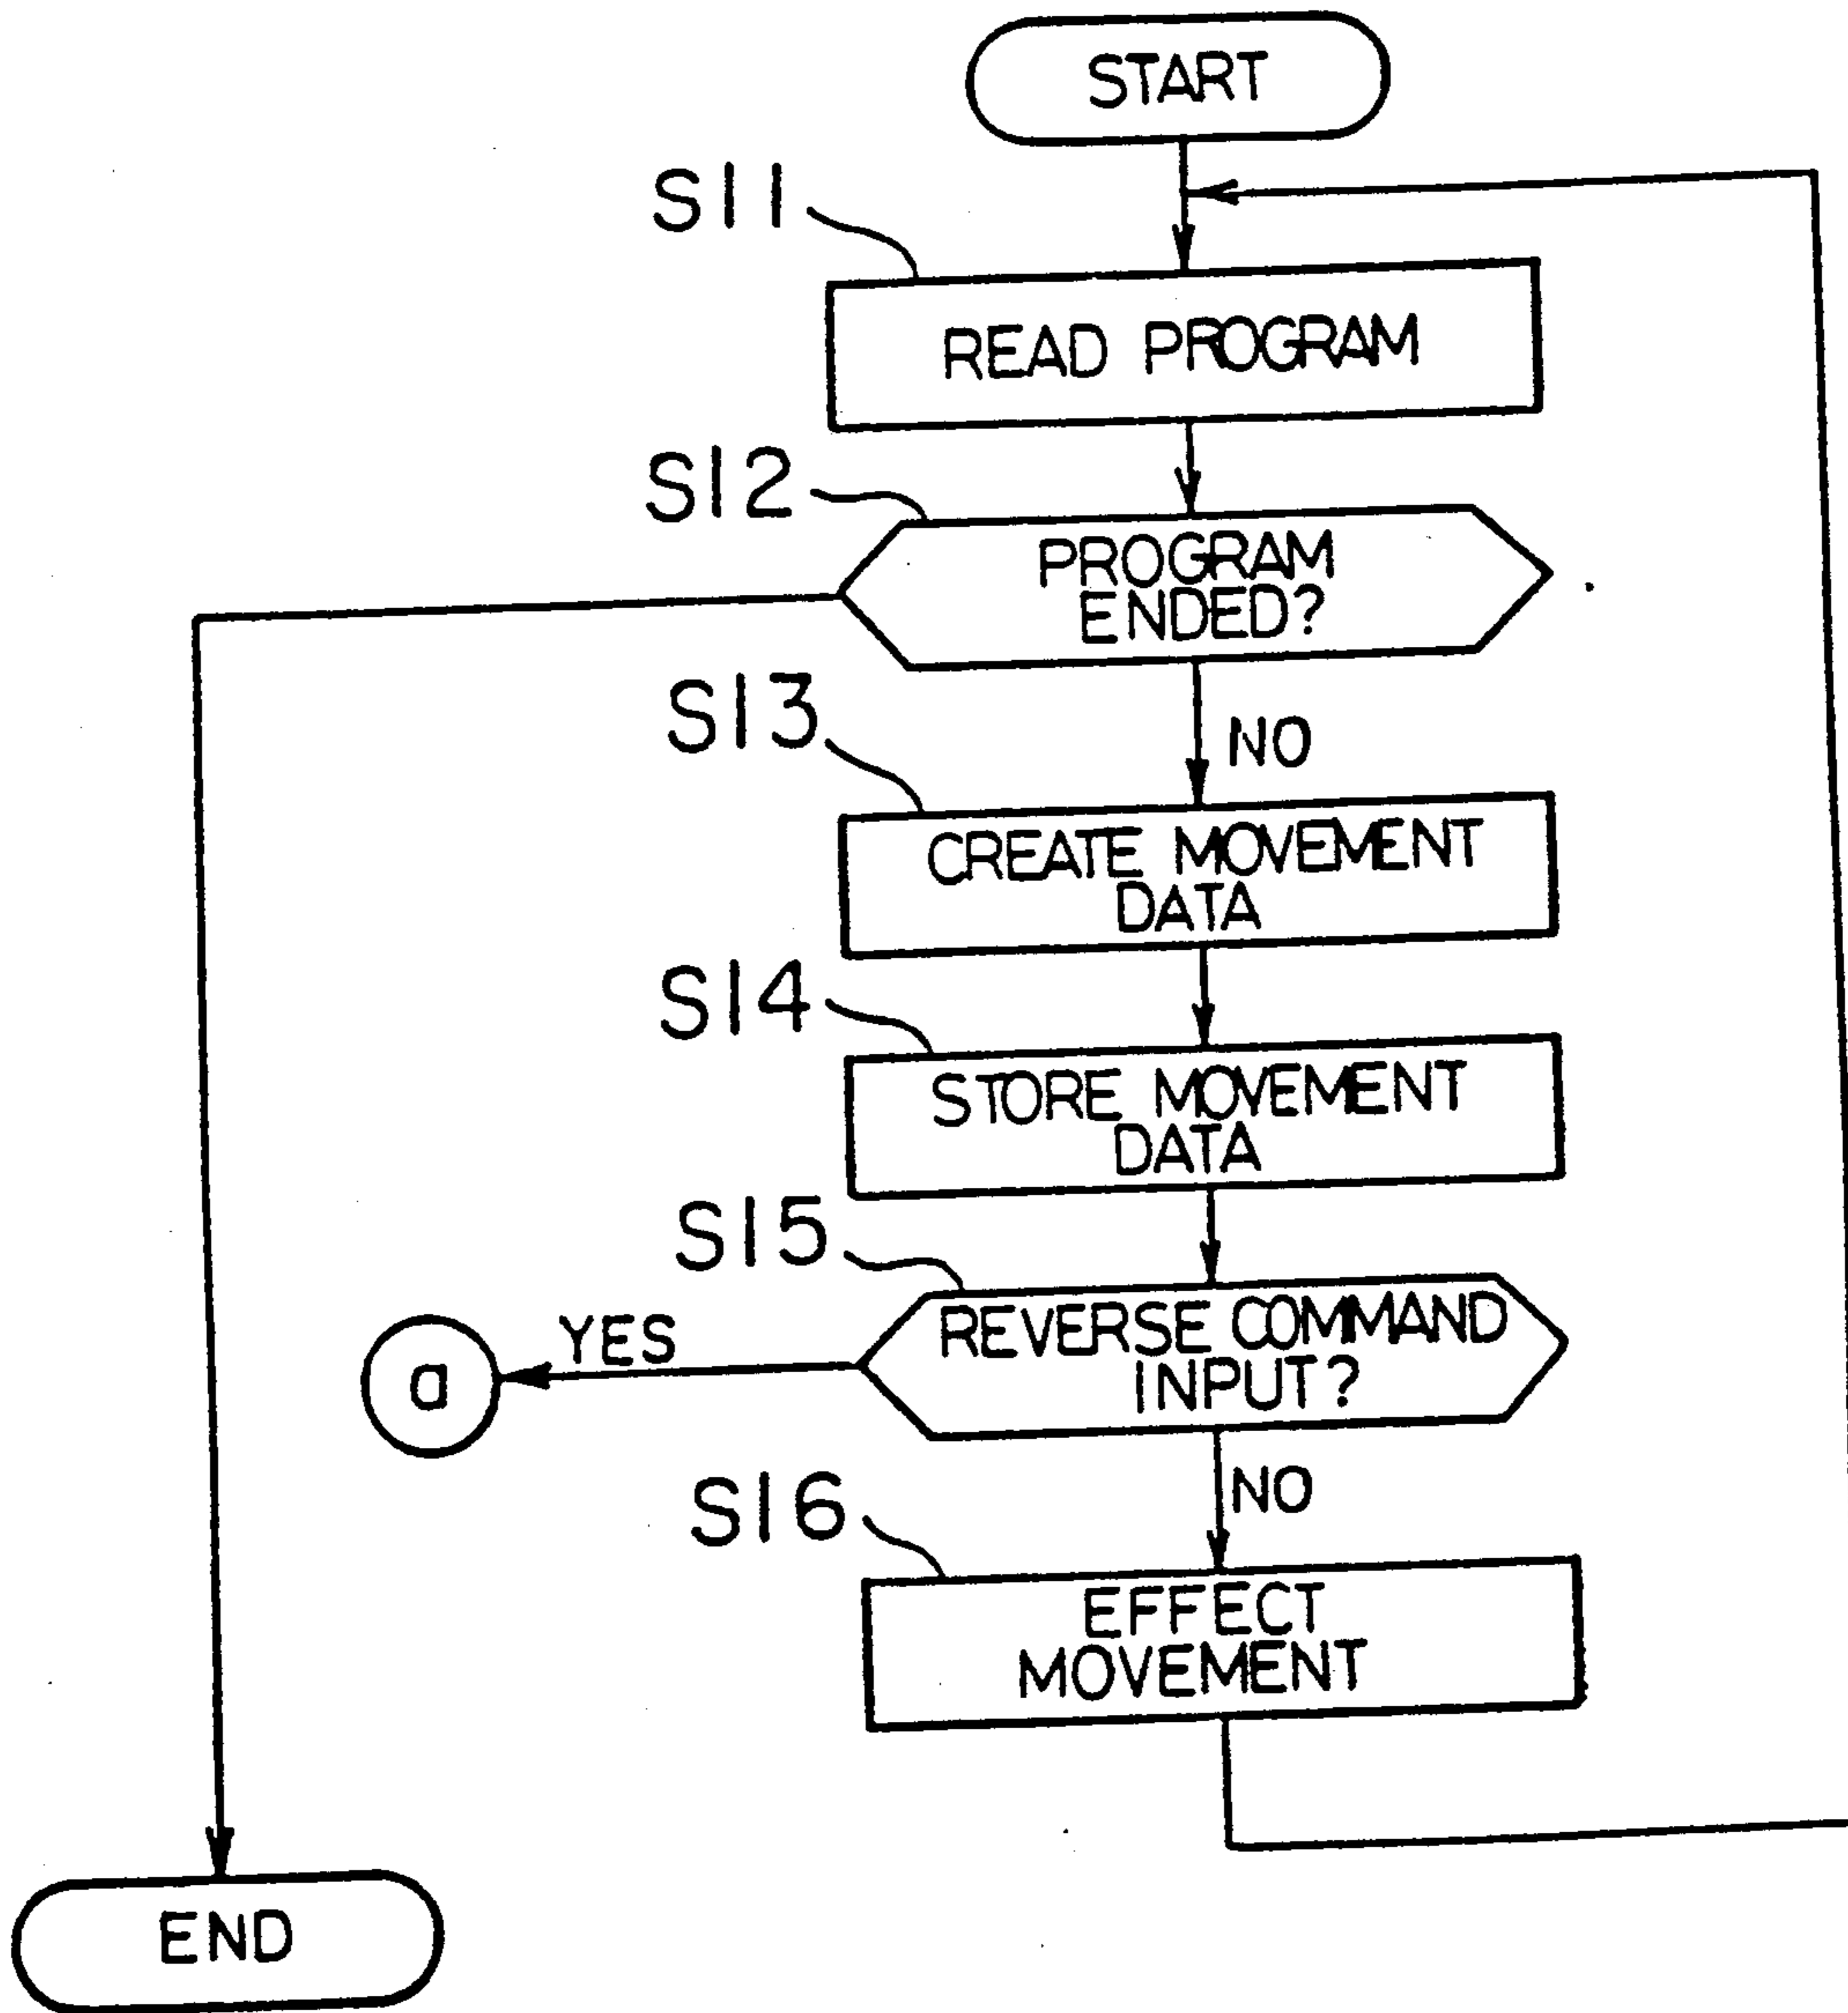 START
S11
READ PROGRAM
S12
PROGRAM
ENDED?
S13
NO
CREATE MOVEMENT
DATA
S14
STORE MOVEMENT
DATA
S15
REVERSE COMMAND
INPUT?
YES
a
S16
NO
EFFECT
MOVEMENT
END